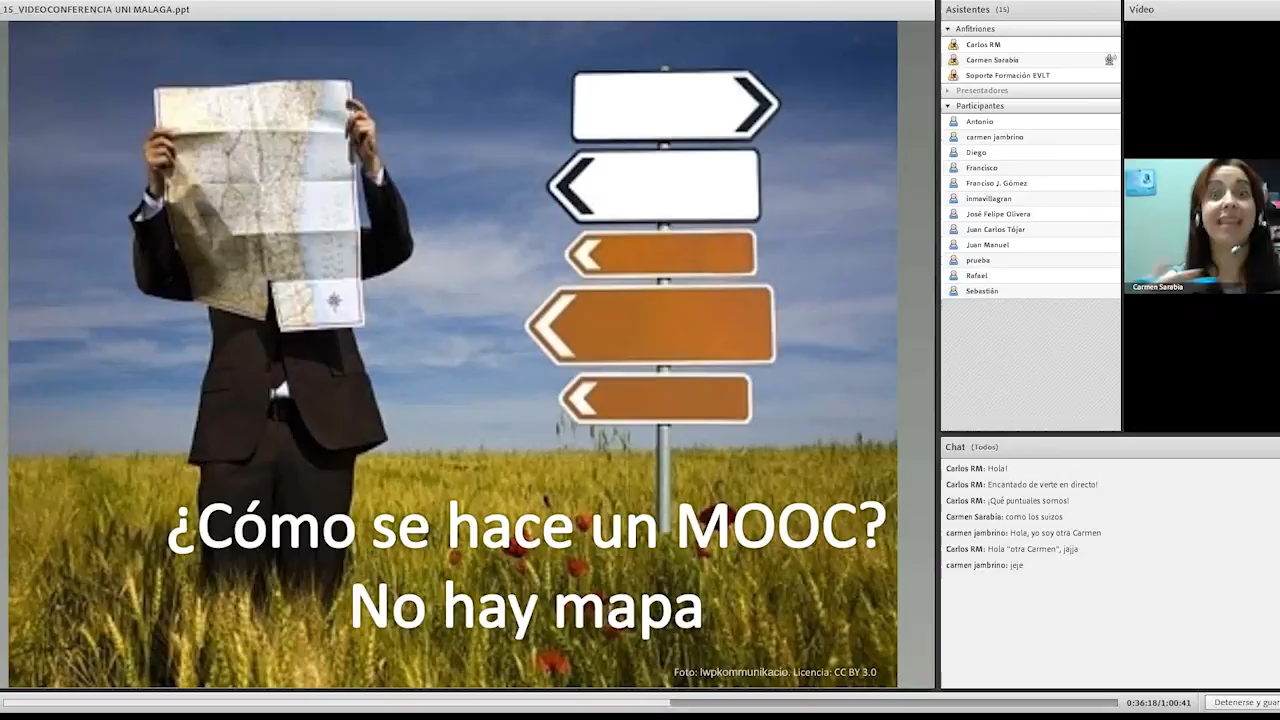 _15_VIDEOCONFERENCIA UNI MALAGA.ppt
¿Cómo se hace un MOOC?
No hay mapa
Foto: lwpkommunikacio. Licencia: CC BY 3.0
Asistentes (15)
Anfitriones
Carlos RM
Carmen Sarabia
Soporte Formación EVLT
Presentadores
Participantes
Antonio
carmen jambrino
Diego
Francisco
Franciso J. Gómez
inmavillagran
José Felipe Olivera
Juan Carlos Tójar
Juan Manuel
prueba
Rafael
Sebastián
Vídeo
Carmen Sarabia
Chat (Todos)
Carlos RM: Hola!
Carlos RM: Encantado de verte en directo!
Carlos RM: ¡Qué puntuales somos!
Carmen Sarabia: como los suizos
carmen jambrino: Hola, yo soy otra Carmen
Carlos RM: Hola "otra Carmen", jajja
carmen jambrino: jeje
0:36:18/1:00:41
Detenerse y guar